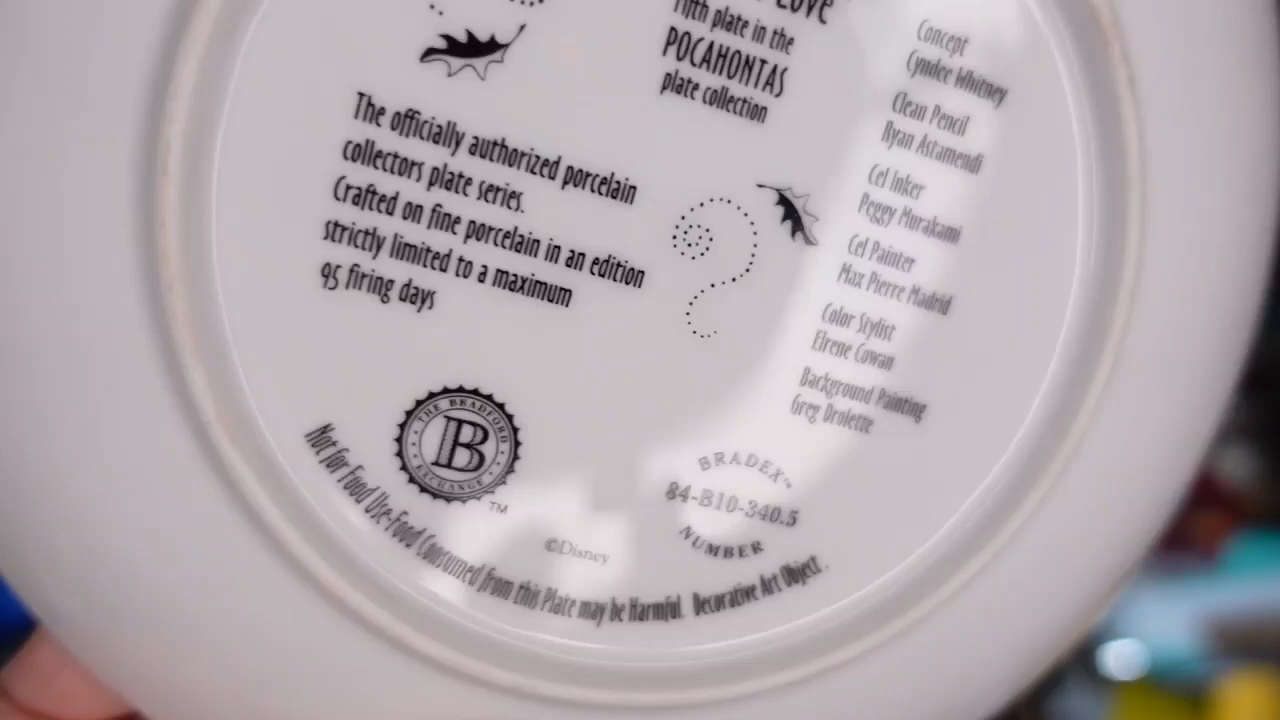 Love
Fifth plate in the
POCAHONTAS
plate collection
The officially authorized porcelain
collectors plate series.
Crafted on fine porcelain in an edition
strictly limited to a maximum
95 firing days
Concept
Cyndee Whitney
Clean Pencil
Ryan Astamendi
Cel Inker
Peggy Murakami
Cel Painter
Max Pierre Madrid
Color Stylist
Elrene Cowan
Background Painting
Greg Drolette
THE BRADFORD
B
EXCHANGE
TM
BRADEX™
84-B10-340.5
NUMBER
©Disney
Not for Food Use-Food Consumed from this Plate may be Harmful. Decorative Art Object.